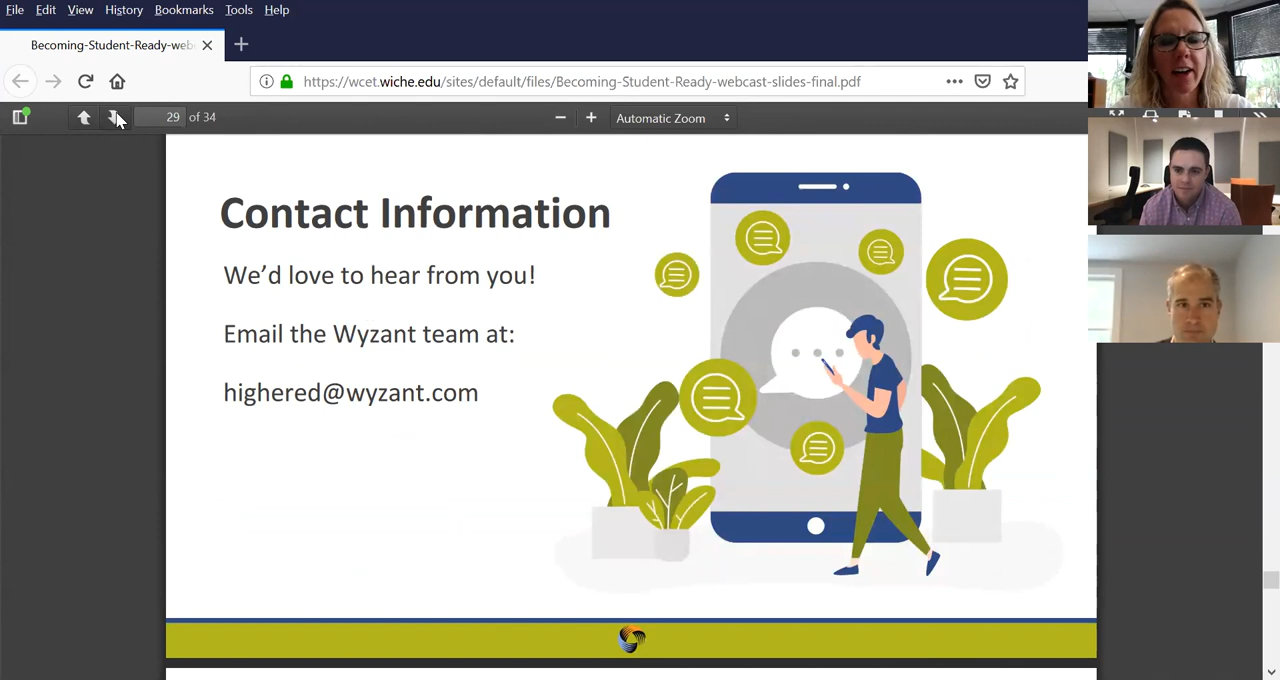 File Edit View History Bookmarks Tools Help
Becoming-Student-Ready-web
https://wcet.wiche.edu/sites/default/files/Becoming-Student-Ready-webcast-slides-final.pdf
29 of 34
Automatic Zoom
Contact Information
We'd love to hear from you!
Email the Wyzant team at:
highered@wyzant.com